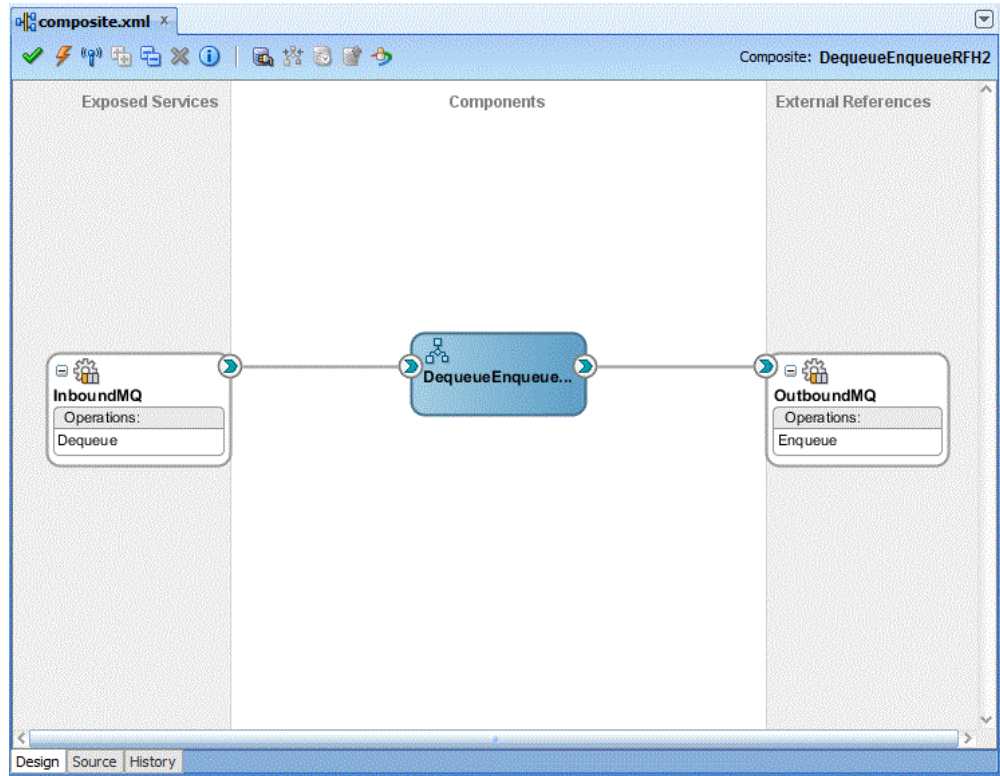 composite.xml
Composite: DequeueEnqueueRFH2
Exposed Services
Components
External References
InboundMQ
Operations:
Dequeue
DequeueEnqueue...
OutboundMQ
Operations:
Enqueue
Design Source History